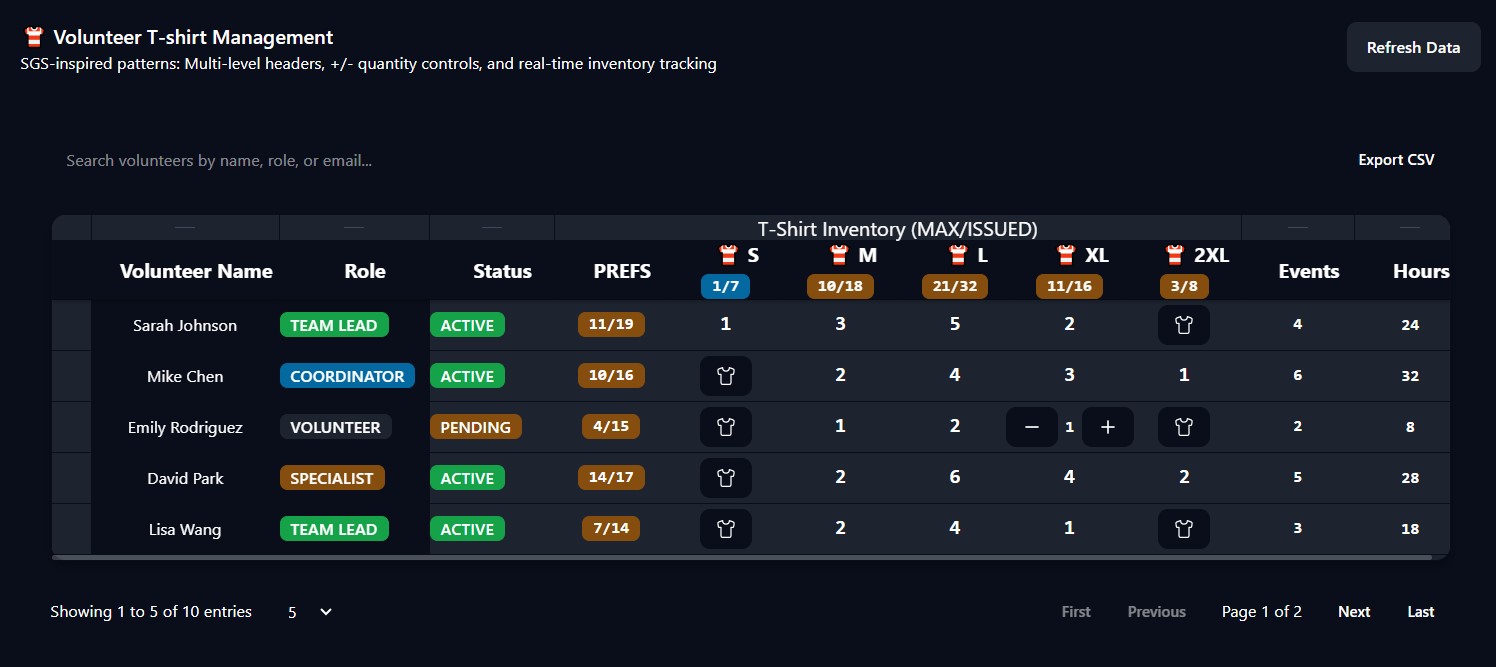 Volunteer T-shirt Management
SGS-inspired patterns: Multi-level headers, +/- quantity controls, and real-time inventory tracking
Refresh Data
Search volunteers by name, role, or email...
Export CSV
— — — T-Shirt Inventory (MAX/ISSUED) — —
Volunteer Name Role Status PREFS S M L XL 2XL Events Hours
1/7 10/18 21/32 11/16 3/8
Sarah Johnson TEAM LEAD ACTIVE 11/19 1 3 5 2 4 24
Mike Chen COORDINATOR ACTIVE 10/16 2 4 3 1 6 32
Emily Rodriguez VOLUNTEER PENDING 4/15 1 2 − 1 + 2 8
David Park SPECIALIST ACTIVE 14/17 2 6 4 2 5 28
Lisa Wang TEAM LEAD ACTIVE 7/14 2 4 1 3 18
Showing 1 to 5 of 10 entries 5 First Previous Page 1 of 2 Next Last